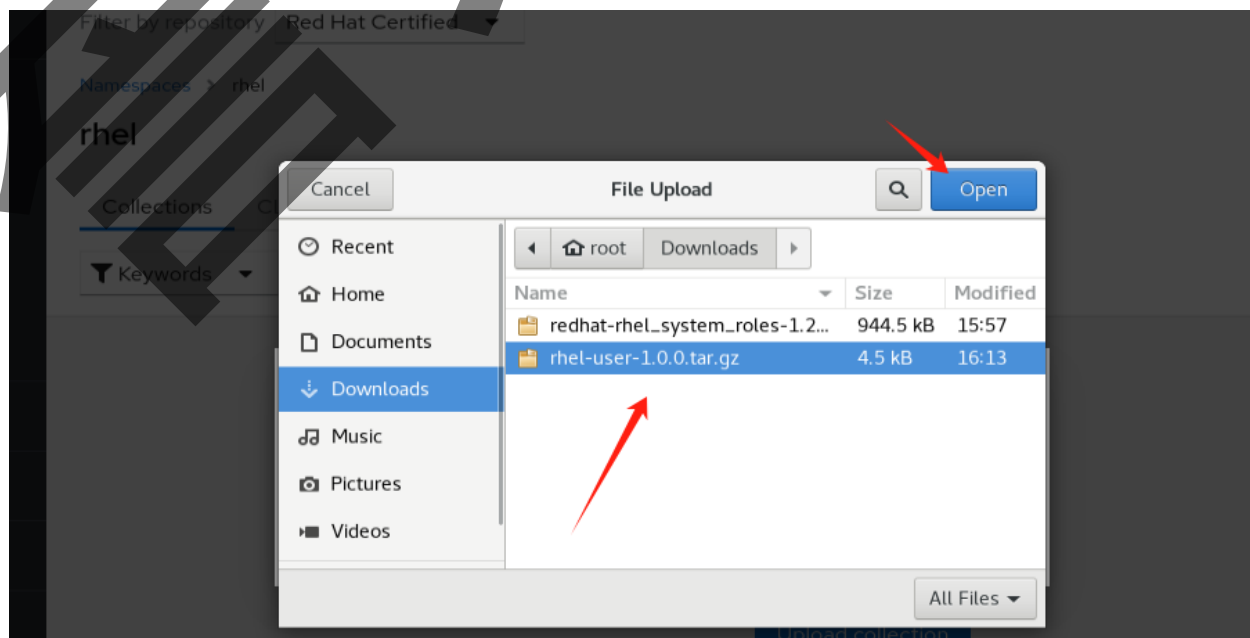 Filter by repository Red Hat Certified
Namespaces > rhel
rhel
Collections
Keywords
Cancel File Upload Open
Recent
Home
Documents
Downloads
Music
Pictures
Videos
root Downloads
Name Size Modified
redhat-rhel_system_roles-1.2... 944.5 kB 15:57
rhel-user-1.0.0.tar.gz 4.5 kB 16:13
All Files
Upload collection